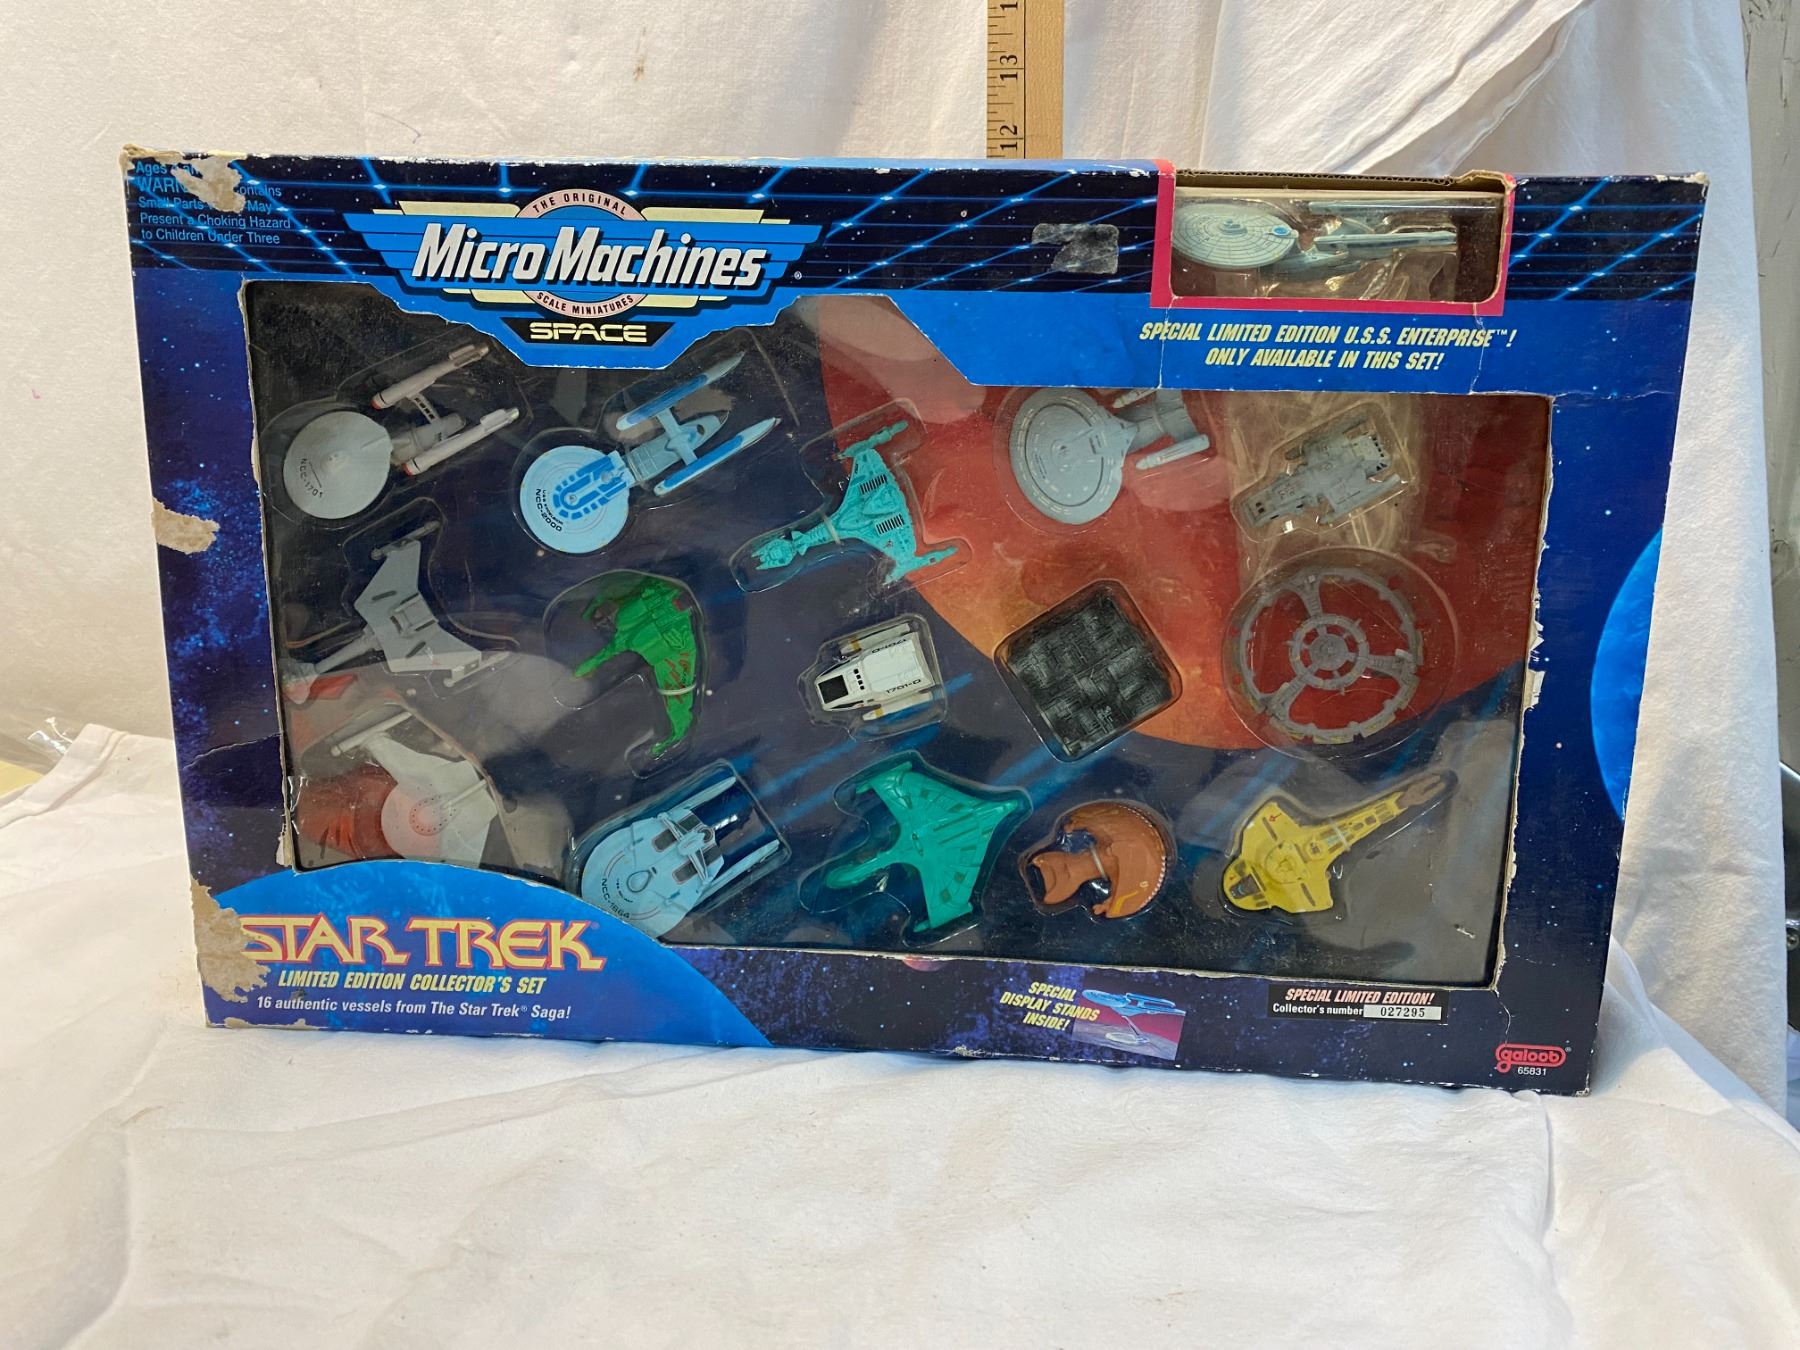 13
12
Ages
Contains
Small Parts May
Present a Choking Hazard
to Children Under Three
THE ORIGINAL
Micro Machines ®
SCALE MINIATURES
SPACE
SPECIAL LIMITED EDITION U.S.S. ENTERPRISE™!
ONLY AVAILABLE IN THIS SET!
NCC-1701
NCC-2000
1701-D
NCC-1864
STAR TREK
LIMITED EDITION COLLECTOR'S SET
16 authentic vessels from The Star Trek® Saga!
SPECIAL
DISPLAY STANDS
INSIDE!
SPECIAL LIMITED EDITION!
Collector's number 027295
galoob ®
65831